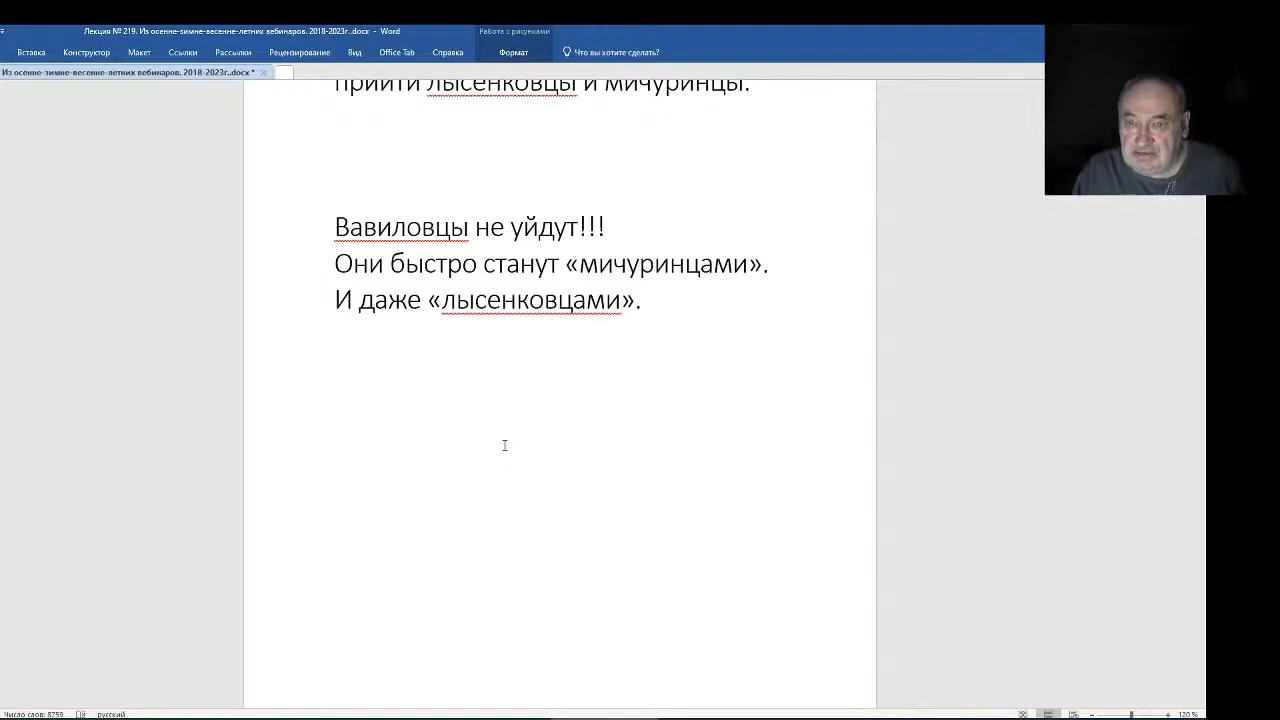 Лекция № 219. Из осенне-зимне-весенне-летних вебинаров. 2018-2023г..docx - Word
Работа с рисунками
Вставка Конструктор Макет Ссылки Рассылки Рецензирование Вид Office Tab Справка Формат Что вы хотите сделать?
Из осенне-зимне-весенне-летних вебинаров. 2018-2023г..docx *
прийти лысенковцы и мичуринцы.
Вавиловцы не уйдут!!!
Они быстро станут «мичуринцами».
И даже «лысенковцами».
Число слов: 8759 русский 120 %